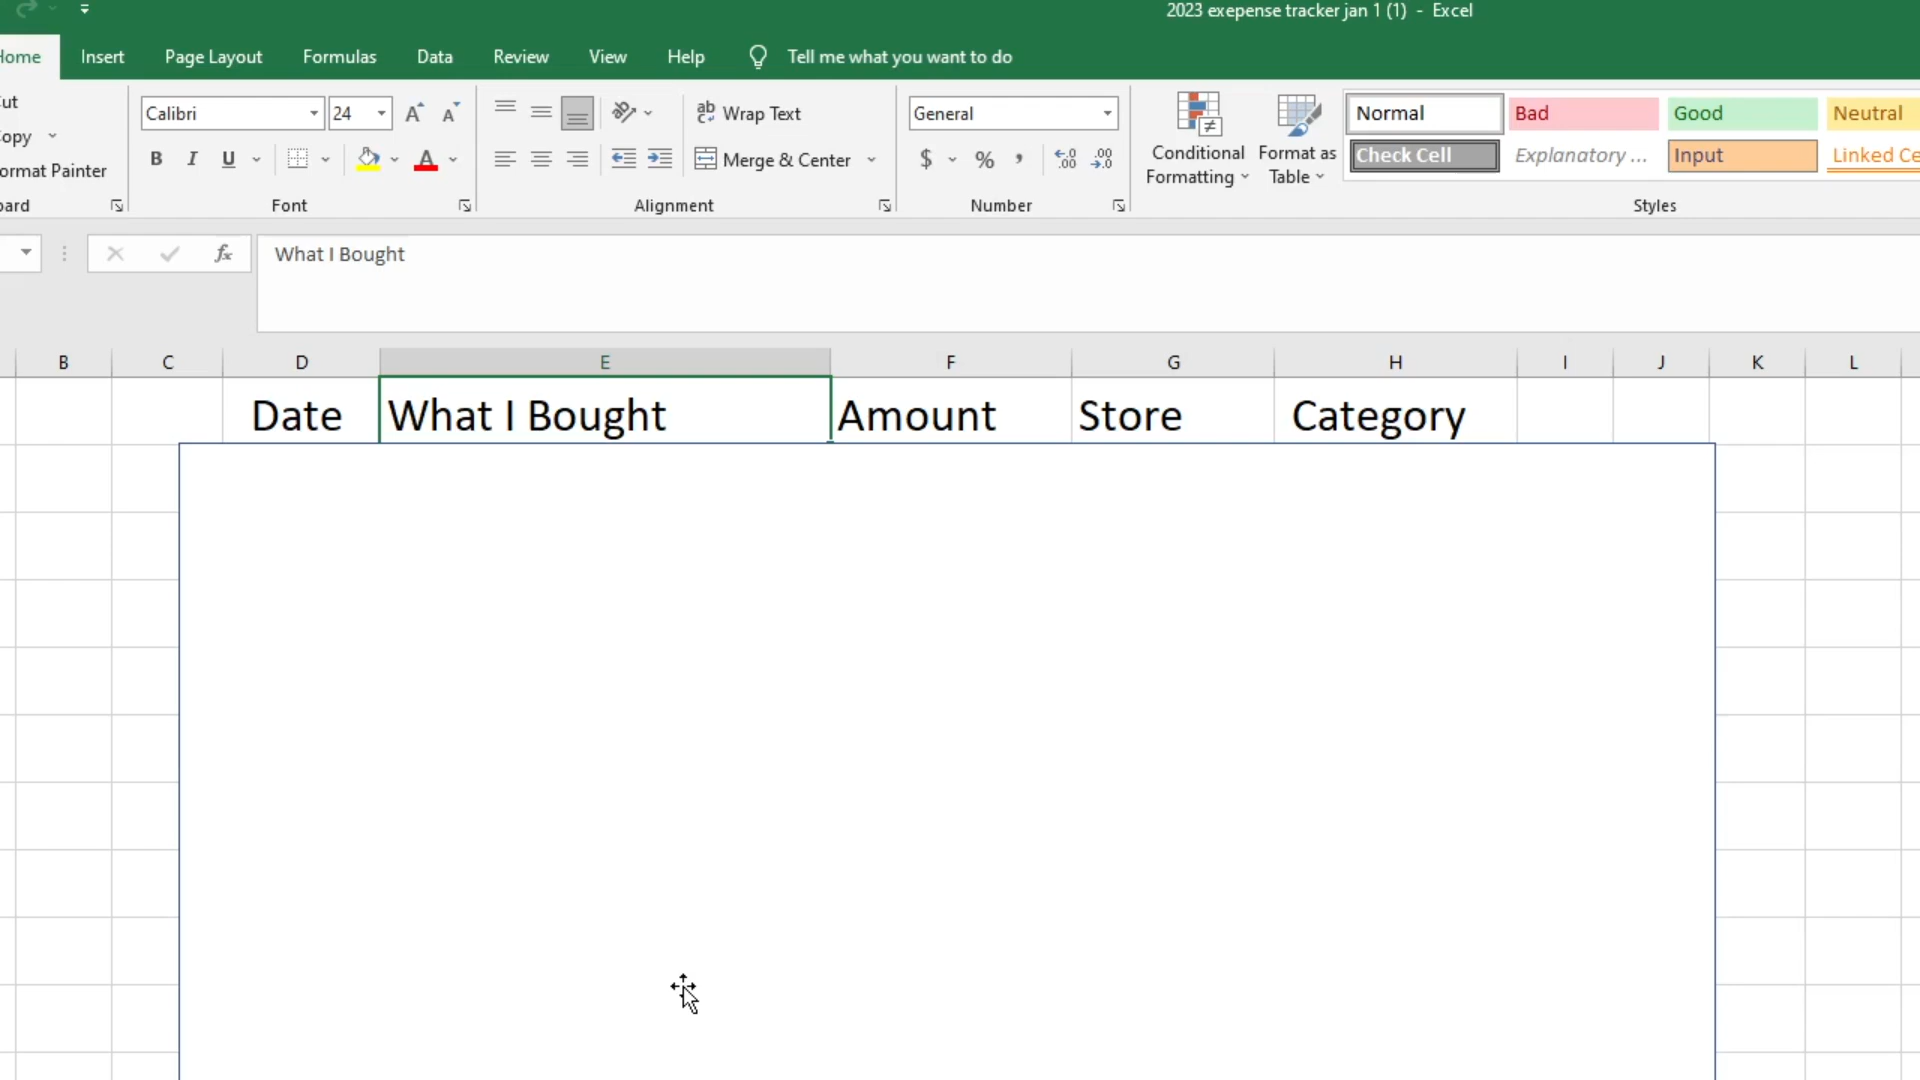 2023 exepense tracker jan 1 (1) - Excel
Home Insert Page Layout Formulas Data Review View Help Tell me what you want to do
Calibri 24 Wrap Text General Normal Bad Good Neutral
opy B I U Merge & Center $ % , Conditional Formatting Format as Table Check Cell Explanatory ... Input Linked Ce
ormat Painter
Font Alignment Number Styles
fx What I Bought
B C D E F G H I J K L
Date What I Bought Amount Store Category